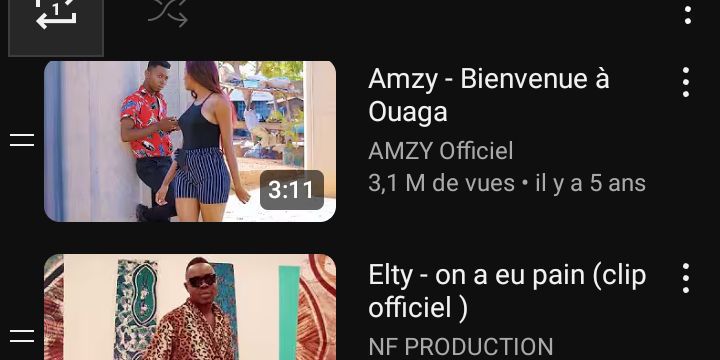 1
Amzy - Bienvenue à
Ouaga
AMZY Officiel
3,1 M de vues • il y a 5 ans
3:11
Elty - on a eu pain (clip
officiel )
NF PRODUCTION